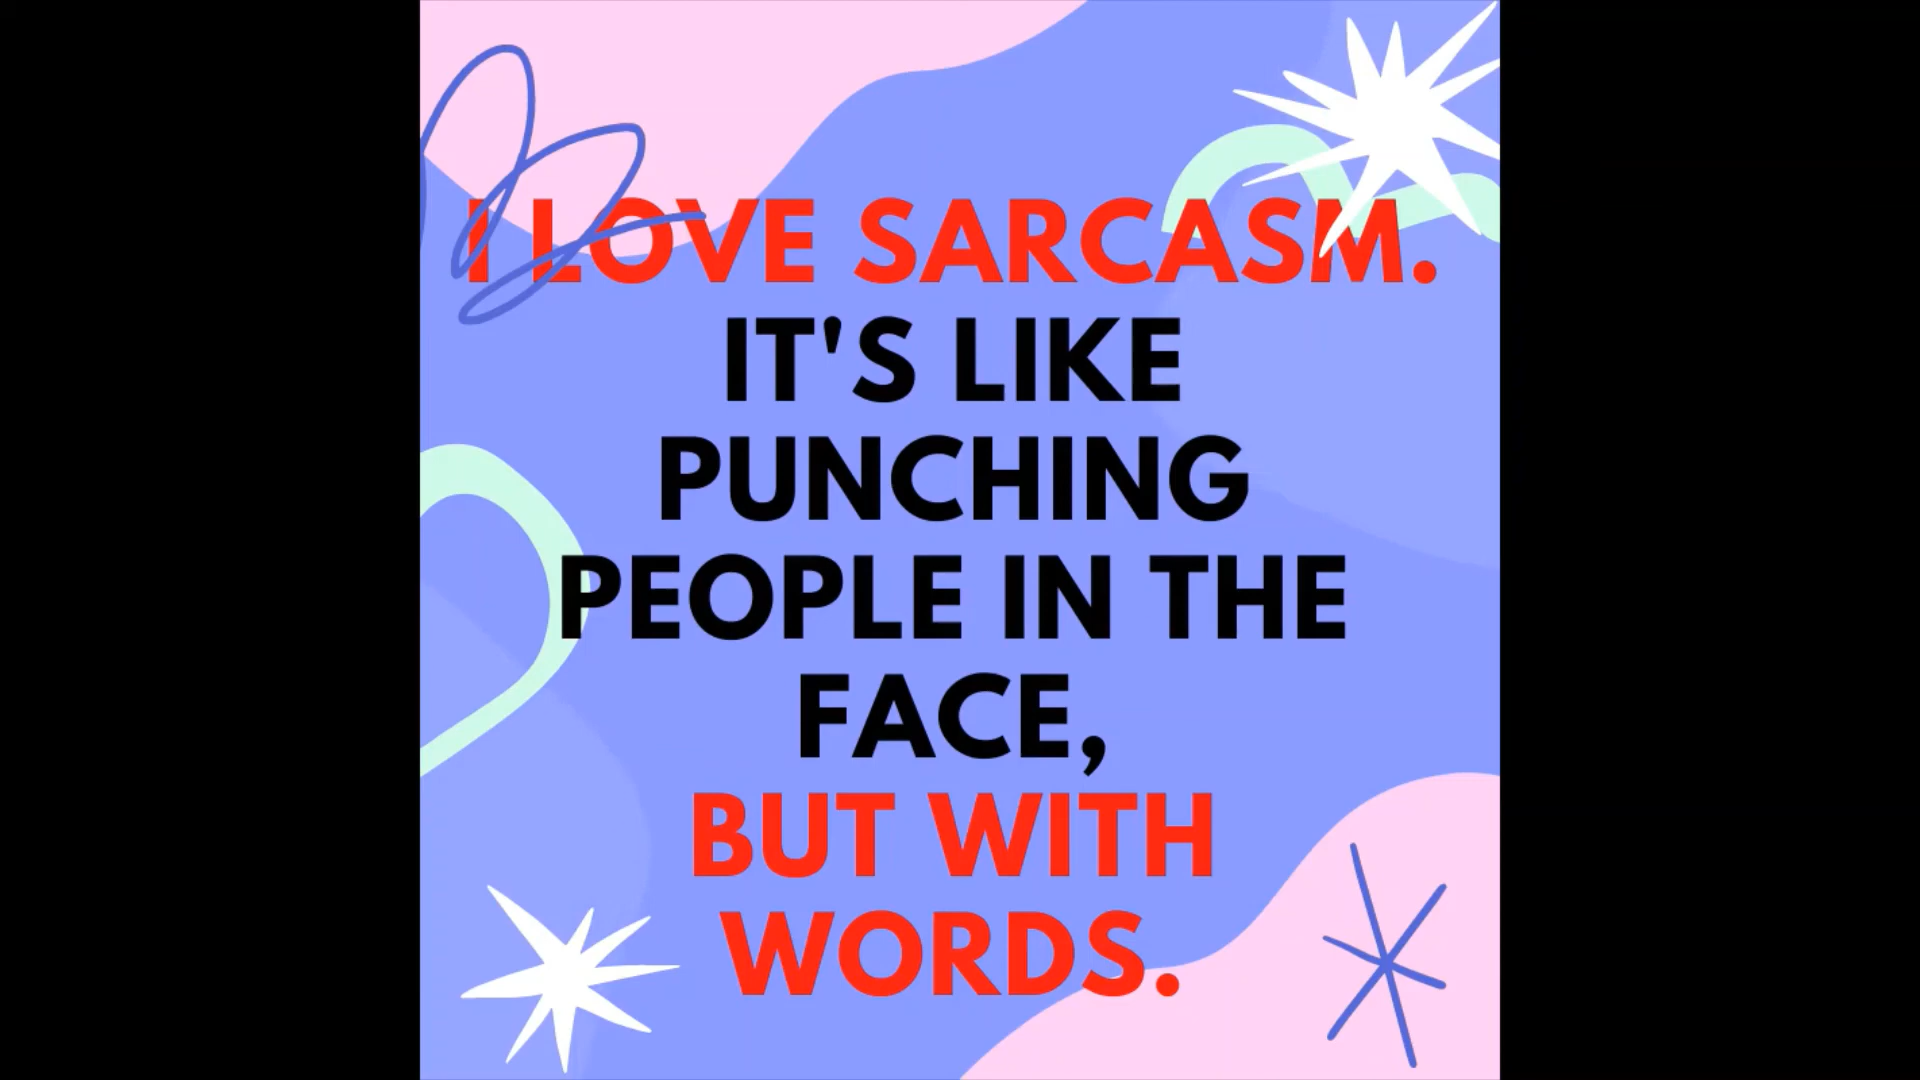 I LOVE SARCASM.
IT'S LIKE
PUNCHING
PEOPLE IN THE
FACE,
BUT WITH
WORDS.